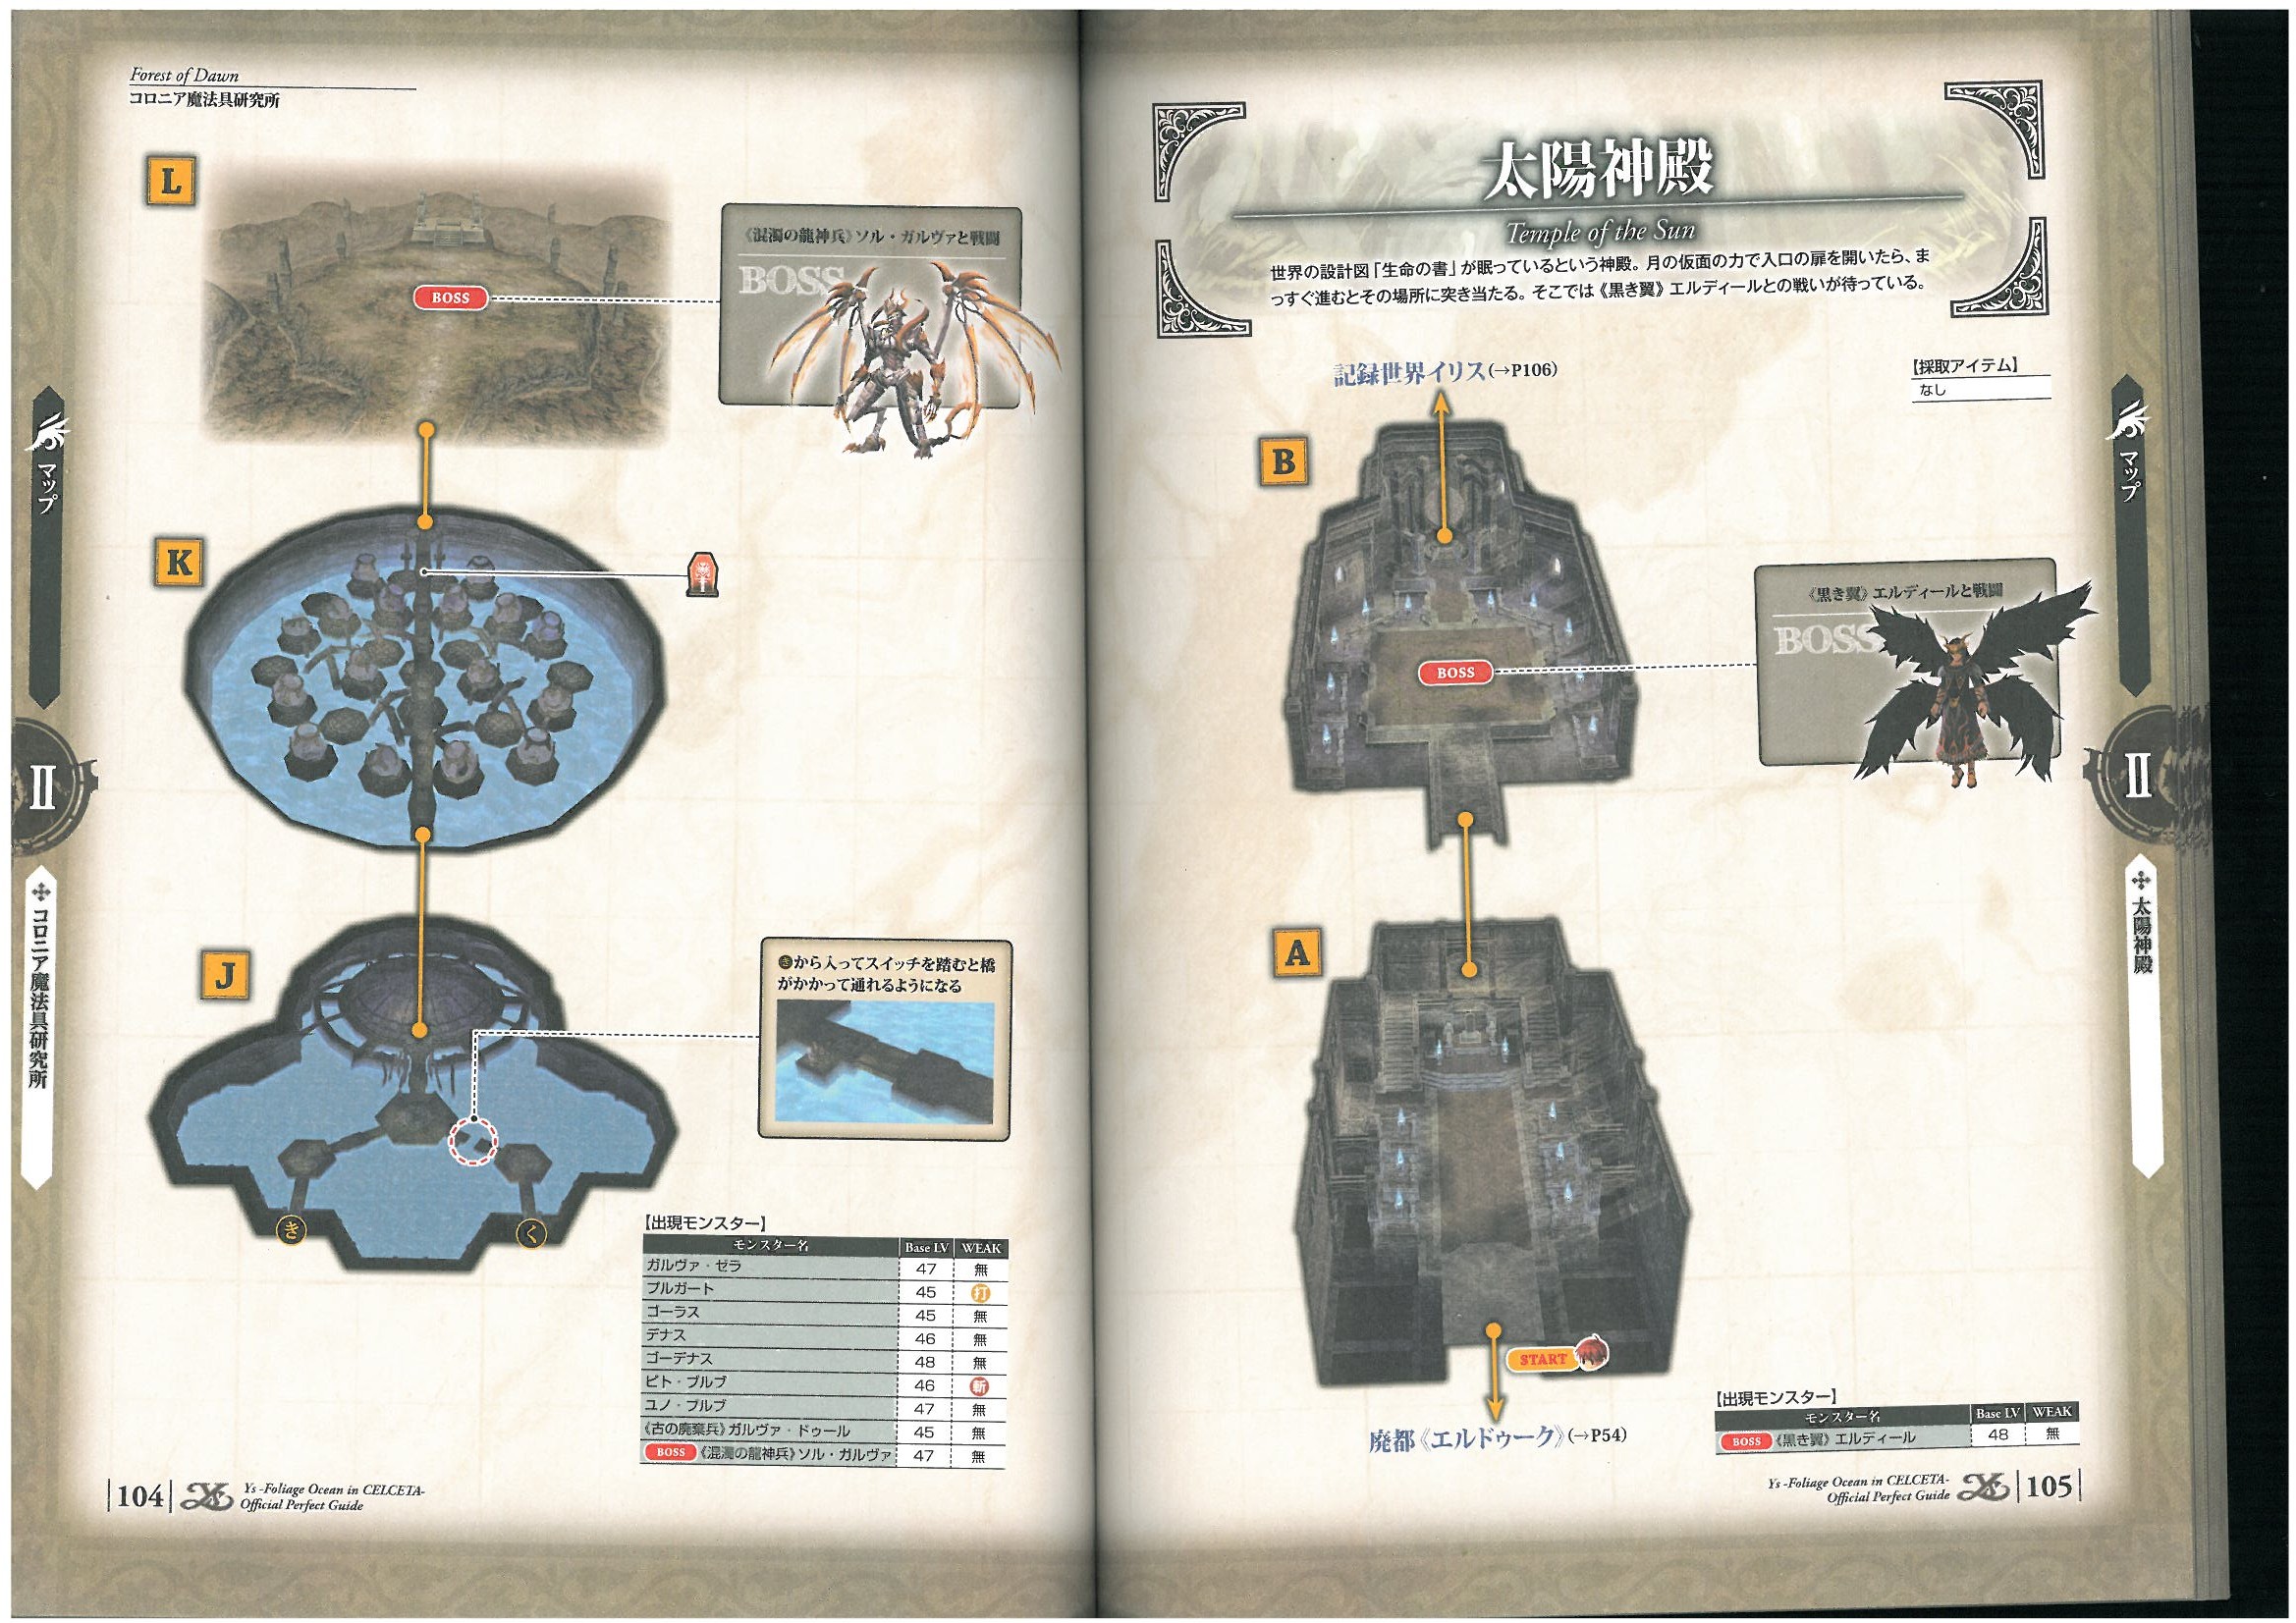 Forest of Dawn
コロニア魔法具研究所
L
《混濁の龍神兵》ソル・ガルヴァと戦闘
BOSS
BOSS
K
J
きから入ってスイッチを踏むと橋
がかかって通れるようになる
き
く
【出現モンスター】
モンスター名 Base LV WEAK
ガルヴァ・ゼラ 47 無
ブルガート 45 打
ゴーラス 45 無
デナス 46 無
ゴーデナス 48 無
ビト・ブルブ 46 斬
ユノ・ブルブ 47 無
《古の廃棄兵》ガルヴァ・ドゥール 45 無
BOSS 《混濁の龍神兵》ソル・ガルヴァ 47 無
104
Ys -Foliage Ocean in CELCETA-
Official Perfect Guide
マップ
II
コロニア魔法具研究所
太陽神殿
Temple of the Sun
世界の設計図「生命の書」が眠っているという神殿。月の仮面の力で入口の扉を開いたら、ま
っすぐ進むとその場所に突き当たる。そこでは《黒き翼》エルディールとの戦いが待っている。
【採取アイテム】
なし
記録世界イリス(→P106)
B
《黒き翼》エルディールと戦闘
BOSS
BOSS
A
START
廃都《エルドゥーク》(→P54)
【出現モンスター】
モンスター名 Base LV WEAK
BOSS 《黒き翼》エルディール 48 無
Ys -Foliage Ocean in CELCETA-
Official Perfect Guide
Ys
105
マップ
II
太陽神殿